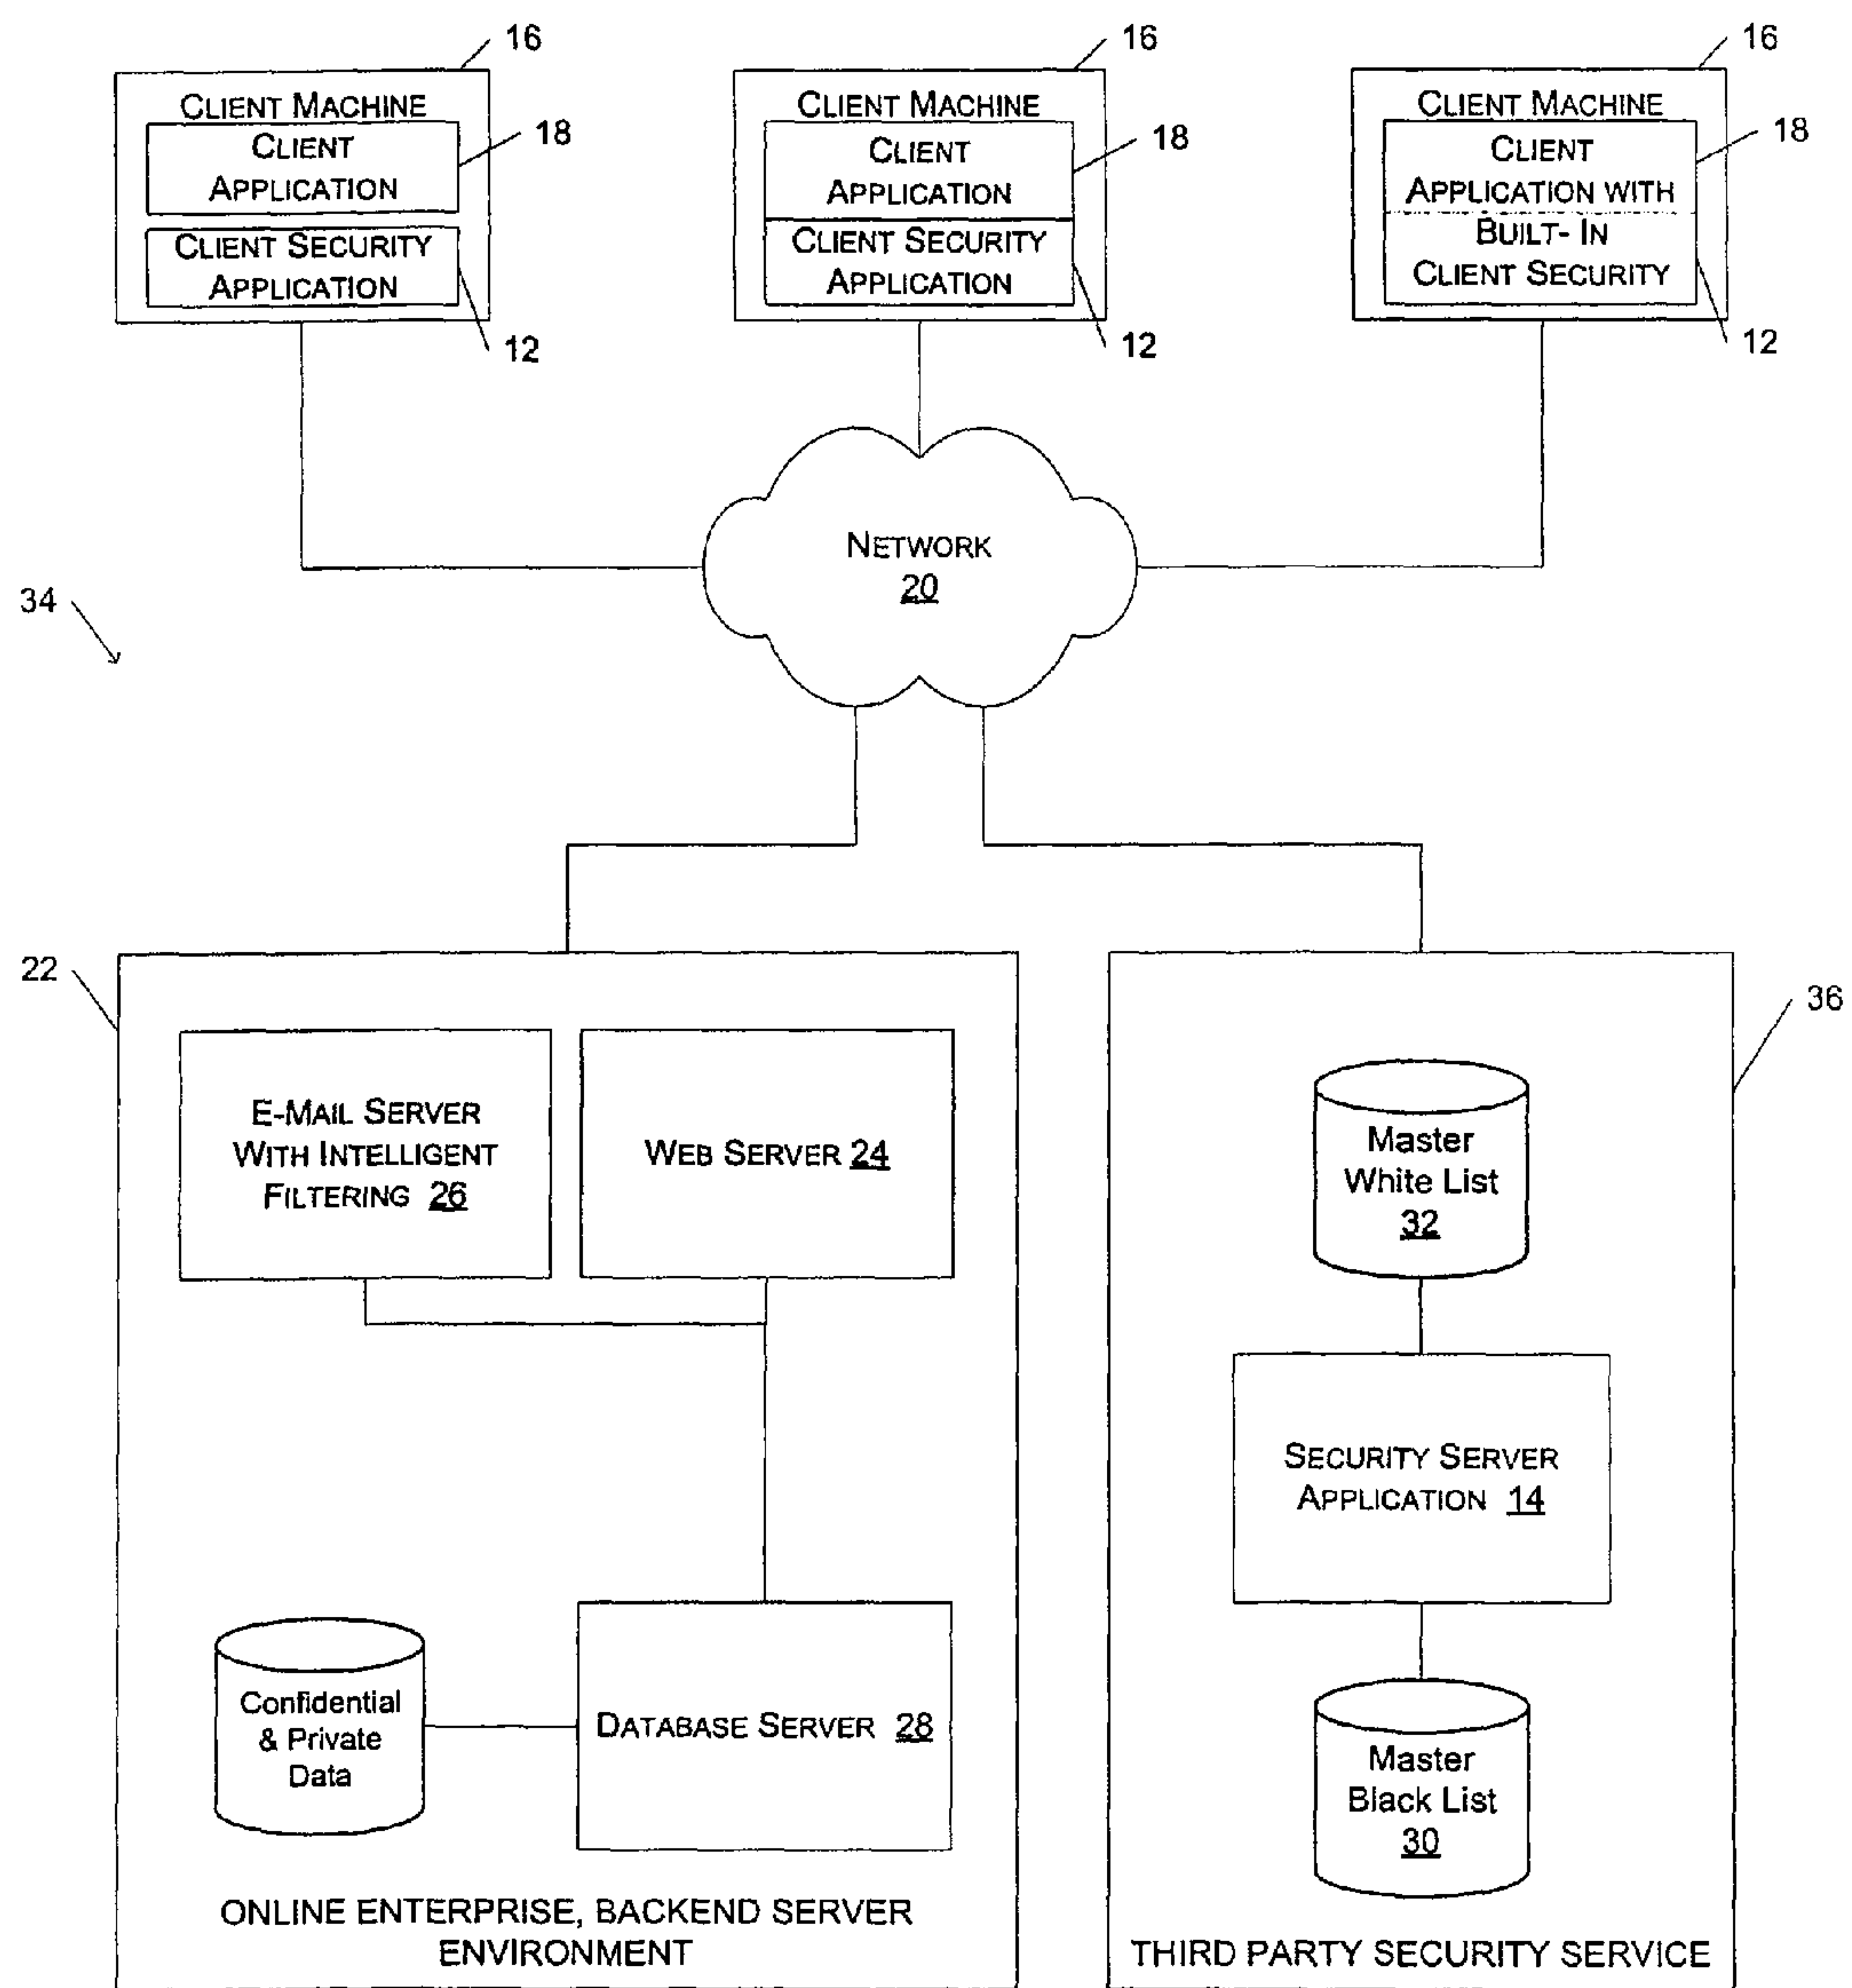 16
16
16
CLIENT MACHINE
CLIENT
APPLICATION
18
CLIENT SECURITY
APPLICATION
12
CLIENT MACHINE
CLIENT
APPLICATION
18
CLIENT SECURITY
APPLICATION
12
CLIENT MACHINE
CLIENT
APPLICATION WITH
18
BUILT- IN
CLIENT SECURITY
12
NETWORK
20
34
22
E-MAIL SERVER
WITH INTELLIGENT
FILTERING 26
WEB SERVER 24
Confidential
& Private
Data
DATABASE SERVER 28
ONLINE ENTERPRISE, BACKEND SERVER
ENVIRONMENT
36
Master
White List
32
SECURITY SERVER
APPLICATION 14
Master
Black List
30
THIRD PARTY SECURITY SERVICE